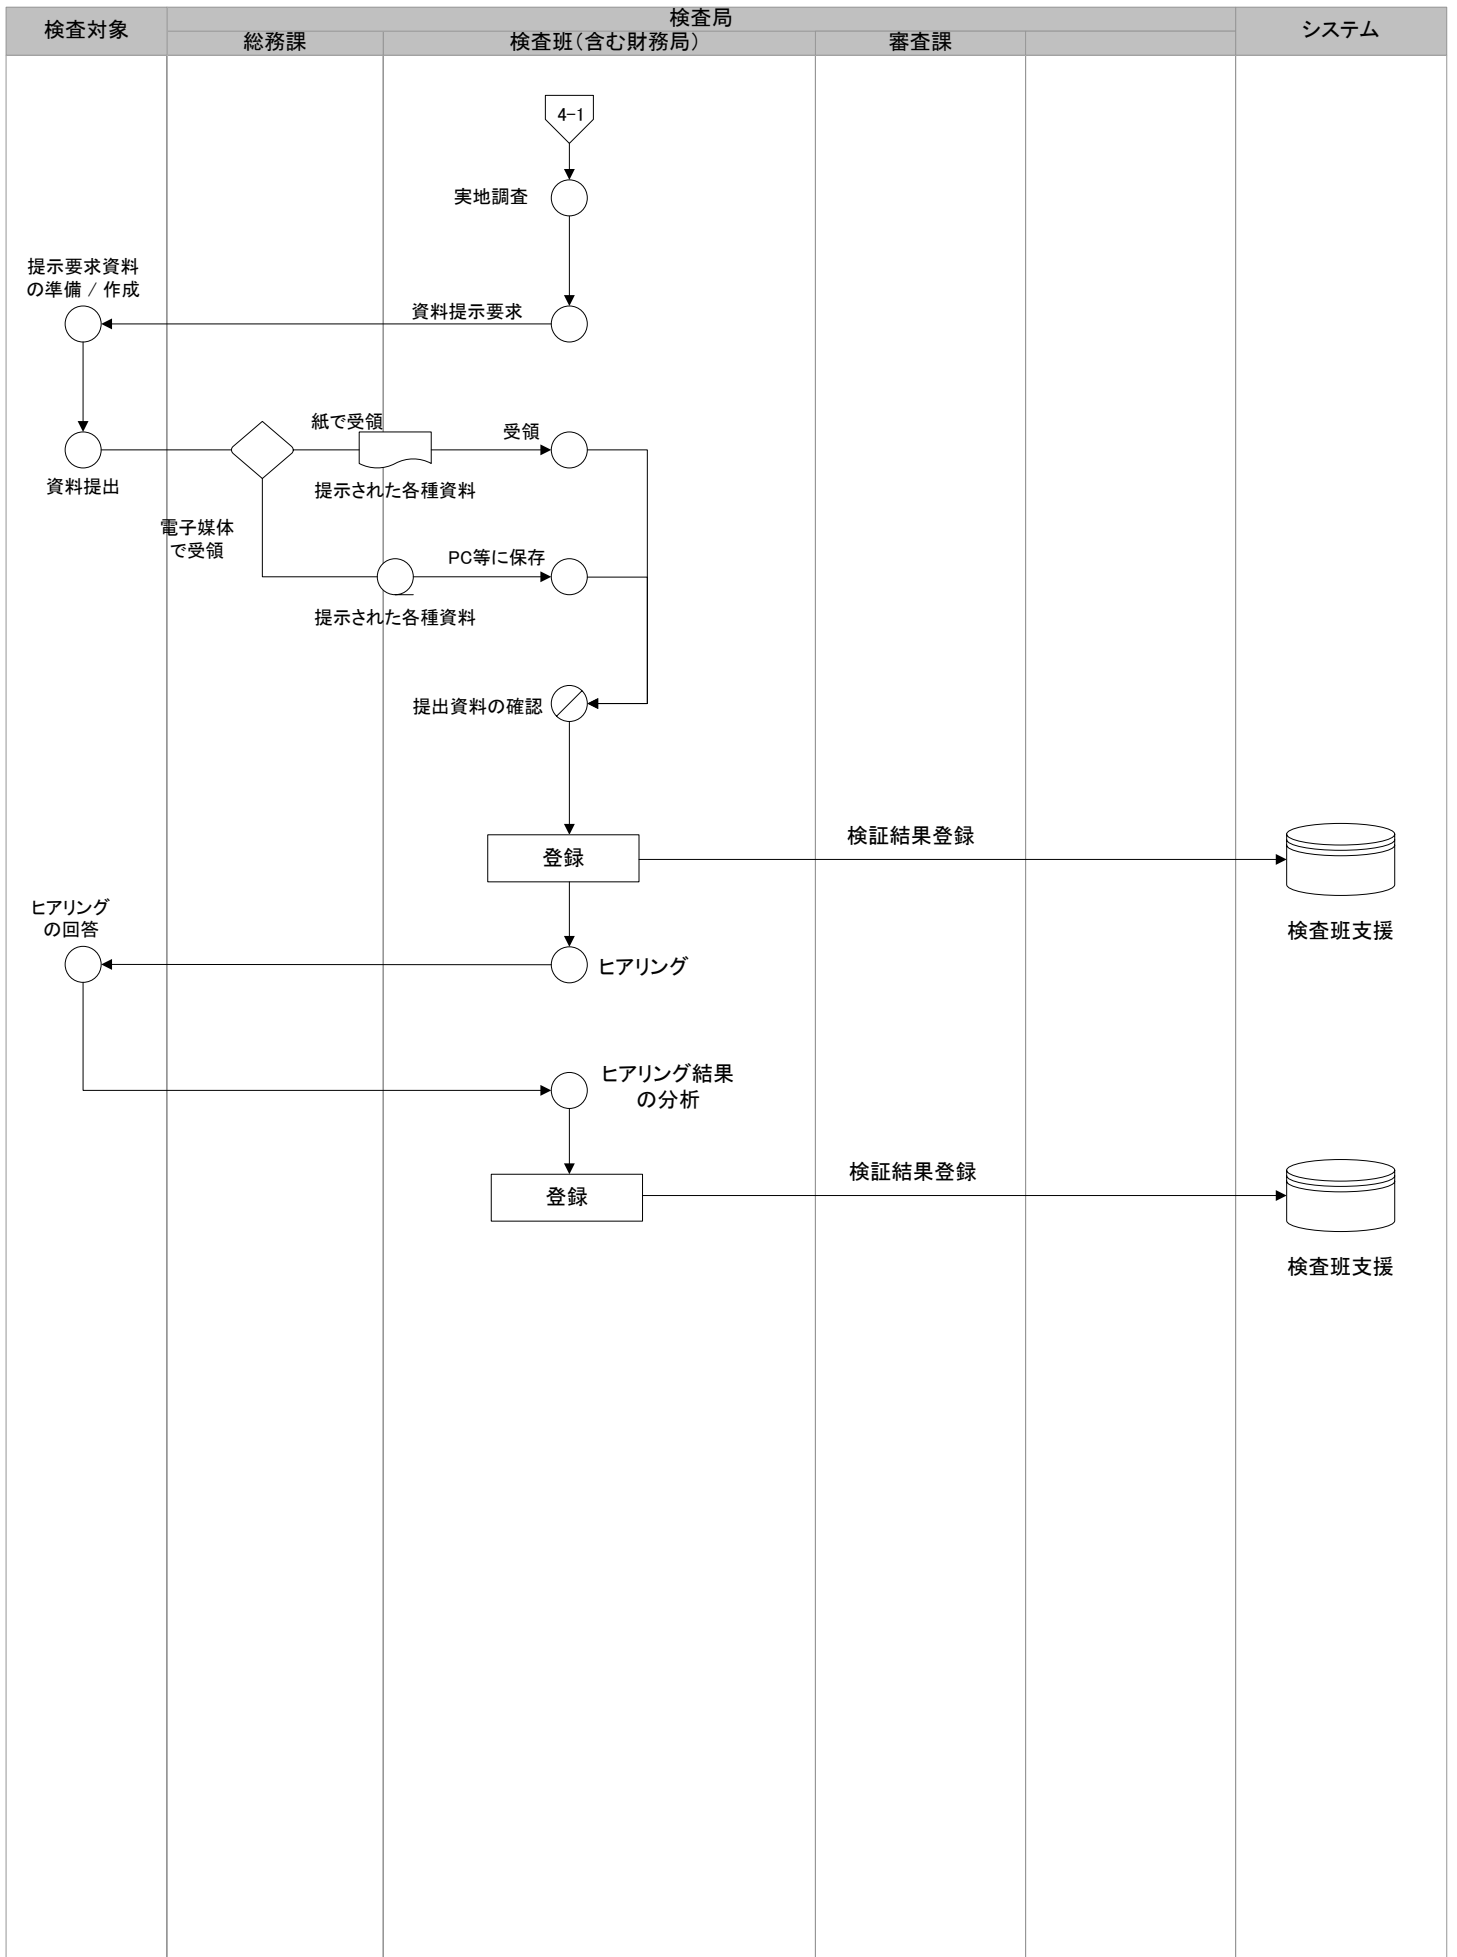 検査対象
検査局
システム
総務課
検査班(含む財務局)
審査課
4-1
実地調査
提示要求資料
の準備 / 作成
資料提示要求
紙で受領
受領
資料提出
提示された各種資料
電子媒体
で受領
PC等に保存
提示された各種資料
提出資料の確認
登録
検証結果登録
検査班支援
ヒアリング
の回答
ヒアリング
ヒアリング結果
の分析
登録
検証結果登録
検査班支援